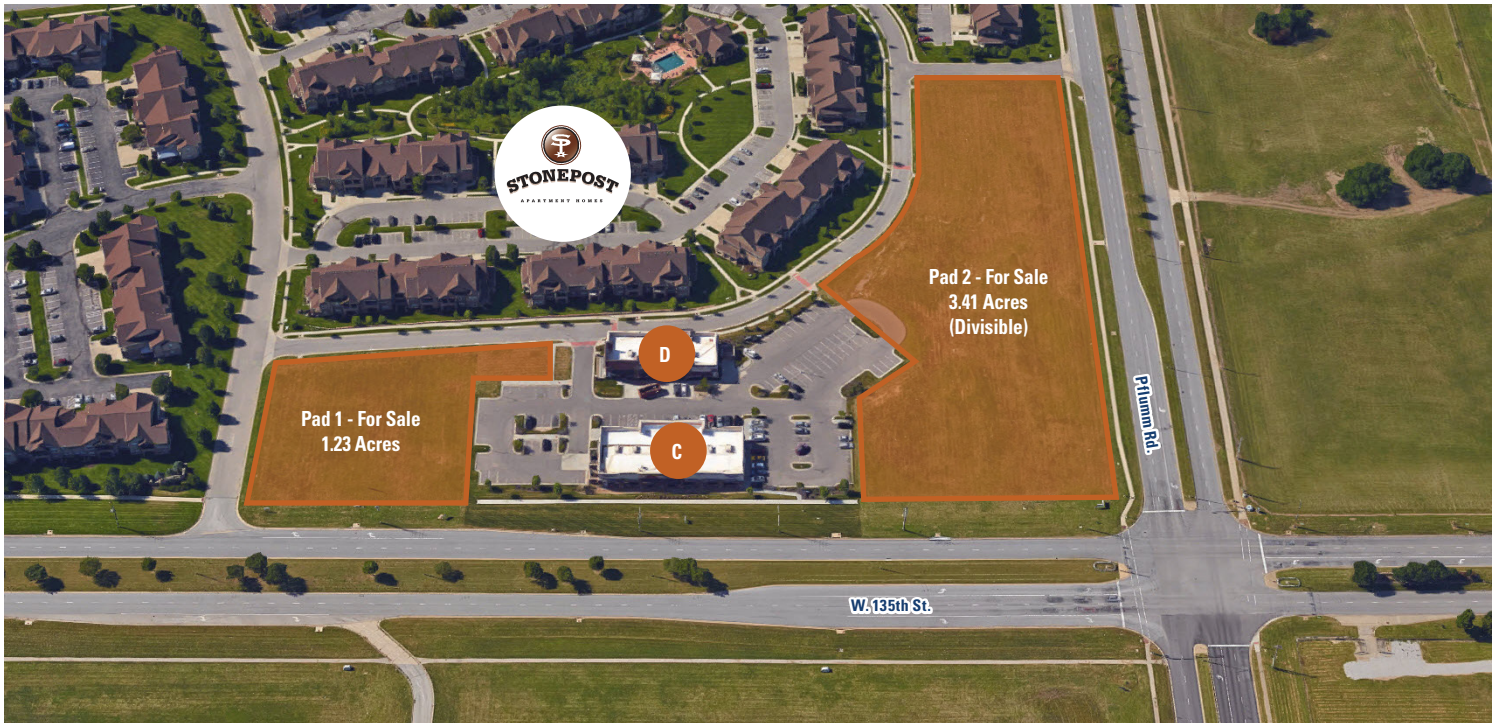 STONEPOST
APARTMENT HOMES
Pad 2 - For Sale
3.41 Acres
(Divisible)
D
Pad 1 - For Sale
1.23 Acres
C
Pflumm Rd.
W. 135th St.